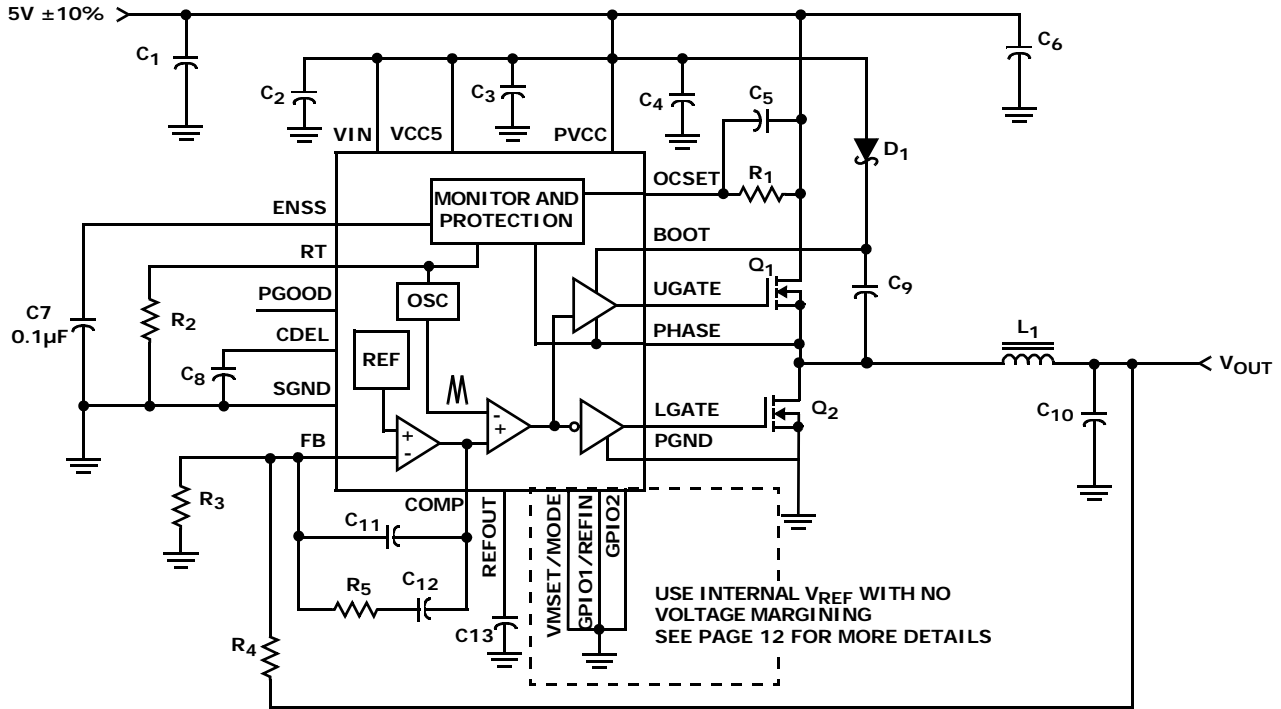 5V ±10%
C1
C6
C2
C3
C4
C5
VIN
VCC5
PVCC
D1
OCSET
R1
MONITOR AND
PROTECTION
ENSS
BOOT
RT
Q1
UGATE
C9
PGOOD
OSC
C7
0.1µF
R2
PHASE
L1
CDEL
REF
VOUT
C8
SGND
LGATE
Q2
C10
PGND
FB
+
-
-
+
R3
COMP
REFOUT
VMSET/MODE
GPIO1/REFIN
GPIO2
C11
R5
C12
USE INTERNAL VREF WITH NO
VOLTAGE MARGINING
SEE PAGE 12 FOR MORE DETAILS
C13
R4